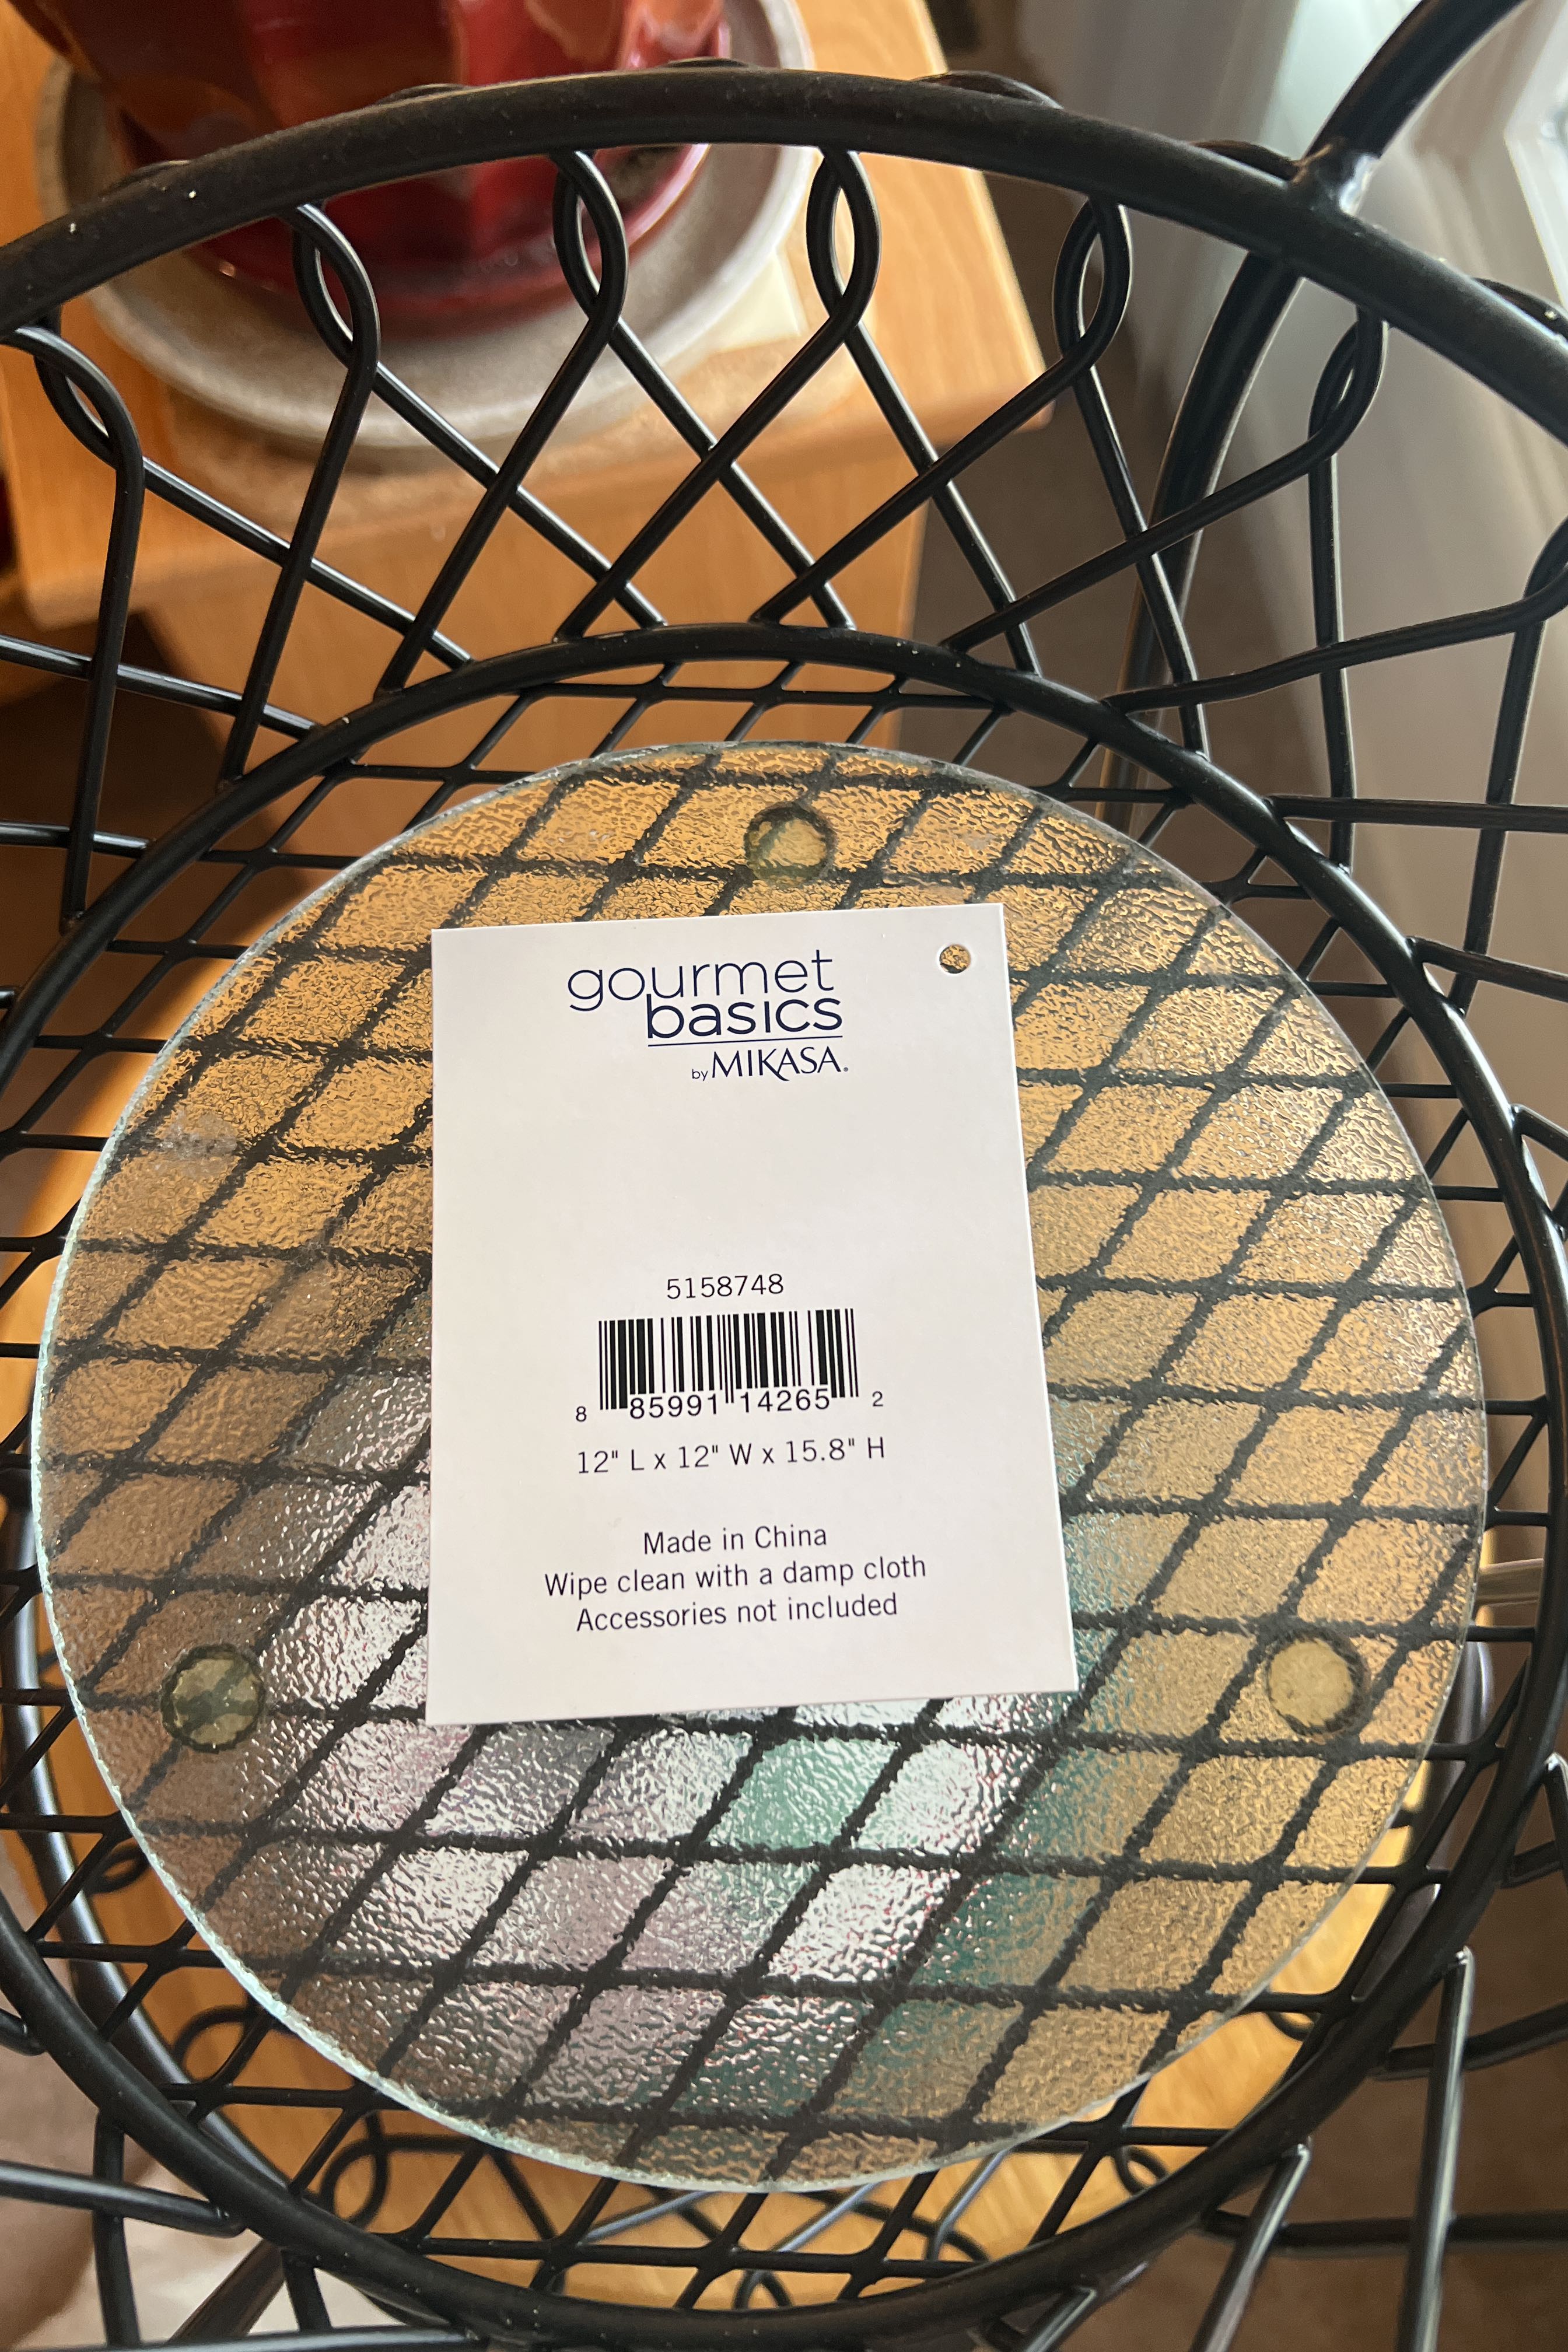 gourmet
basics
by MIKASA®
5158748
8 85991 14265 2
12" L x 12" W x 15.8" H
Made in China
Wipe clean with a damp cloth
Accessories not included